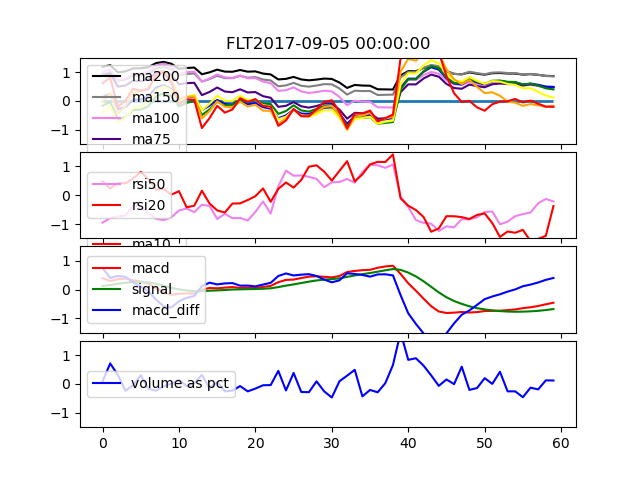 FLT2017-09-05 00:00:00
1
0
−1
ma200
ma150
ma100
ma75
1
0
−1
rsi50
rsi20
ma10
1
0
−1
macd
signal
macd_diff
1
0
−1
volume as pct
0 10 20 30 40 50 60